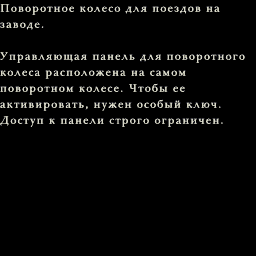 Поворотное колесо для поездов на
заводе.
Управляющая панель для поворотного
колеса расположена на самом
поворотном колесе. Чтобы ее
активировать, нужен особый ключ.
Доступ к панели строго ограничен.